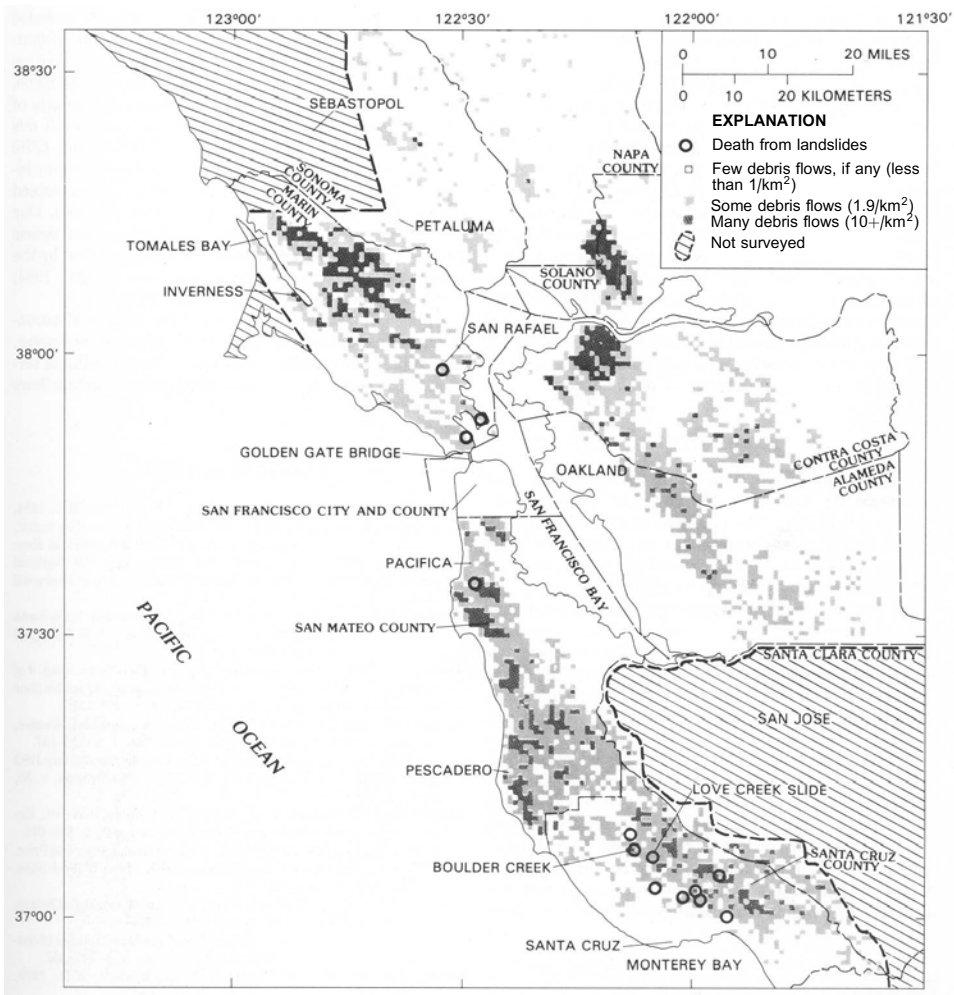 123°00'
122°30'
122°00'
121°30'
38°30'
38°00'
37°30'
37°00'
0 10 20 MILES
0 10 20 KILOMETERS
EXPLANATION
Death from landslides
Few debris flows, if any (less
than 1/km²)
Some debris flows (1.9/km²)
Many debris flows (10+/km²)
Not surveyed
SEBASTOPOL
SONOMA
COUNTY
MARIN
COUNTY
NAPA
COUNTY
PETALUMA
TOMALES BAY
SOLANO
COUNTY
INVERNESS
SAN RAFAEL
GOLDEN GATE BRIDGE
OAKLAND
CONTRA COSTA
COUNTY
ALAMEDA
COUNTY
SAN FRANCISCO CITY AND COUNTY
SAN FRANCISCO BAY
PACIFICA
SAN MATEO COUNTY
PACIFIC
OCEAN
SANTA CLARA COUNTY
SAN JOSE
PESCADERO
LOVE CREEK SLIDE
BOULDER CREEK
SANTA CRUZ
COUNTY
SANTA CRUZ
MONTEREY BAY